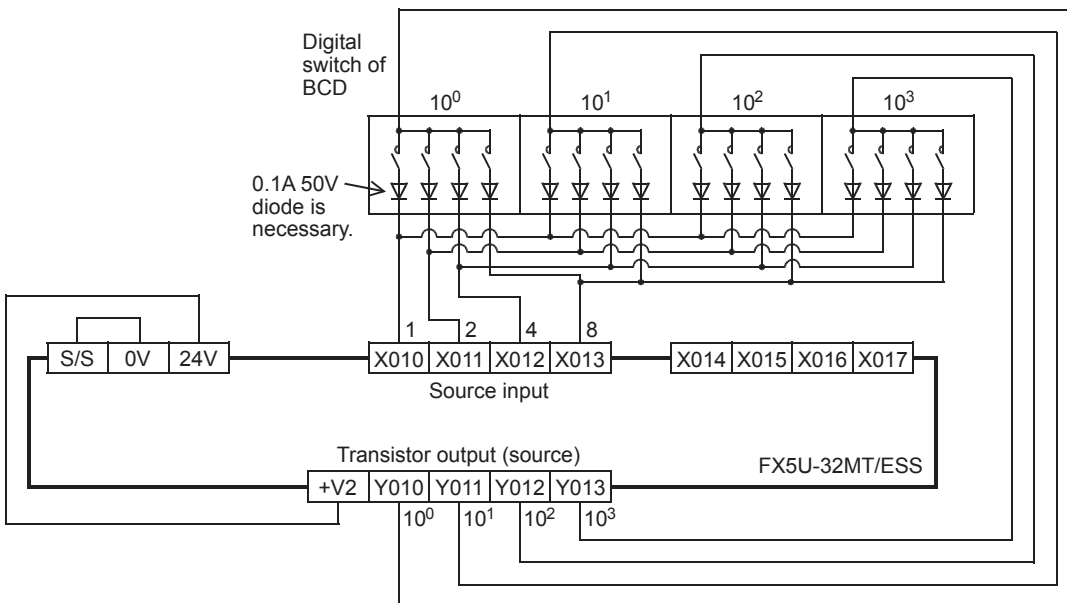 Digital
switch of
BCD
10⁰ 10¹ 10² 10³
0.1A 50V
diode is
necessary.
1 2 4 8
S/S 0V 24V X010 X011 X012 X013 X014 X015 X016 X017
Source input
Transistor output (source)
FX5U-32MT/ESS
+V2 Y010 Y011 Y012 Y013
10⁰ 10¹ 10² 10³